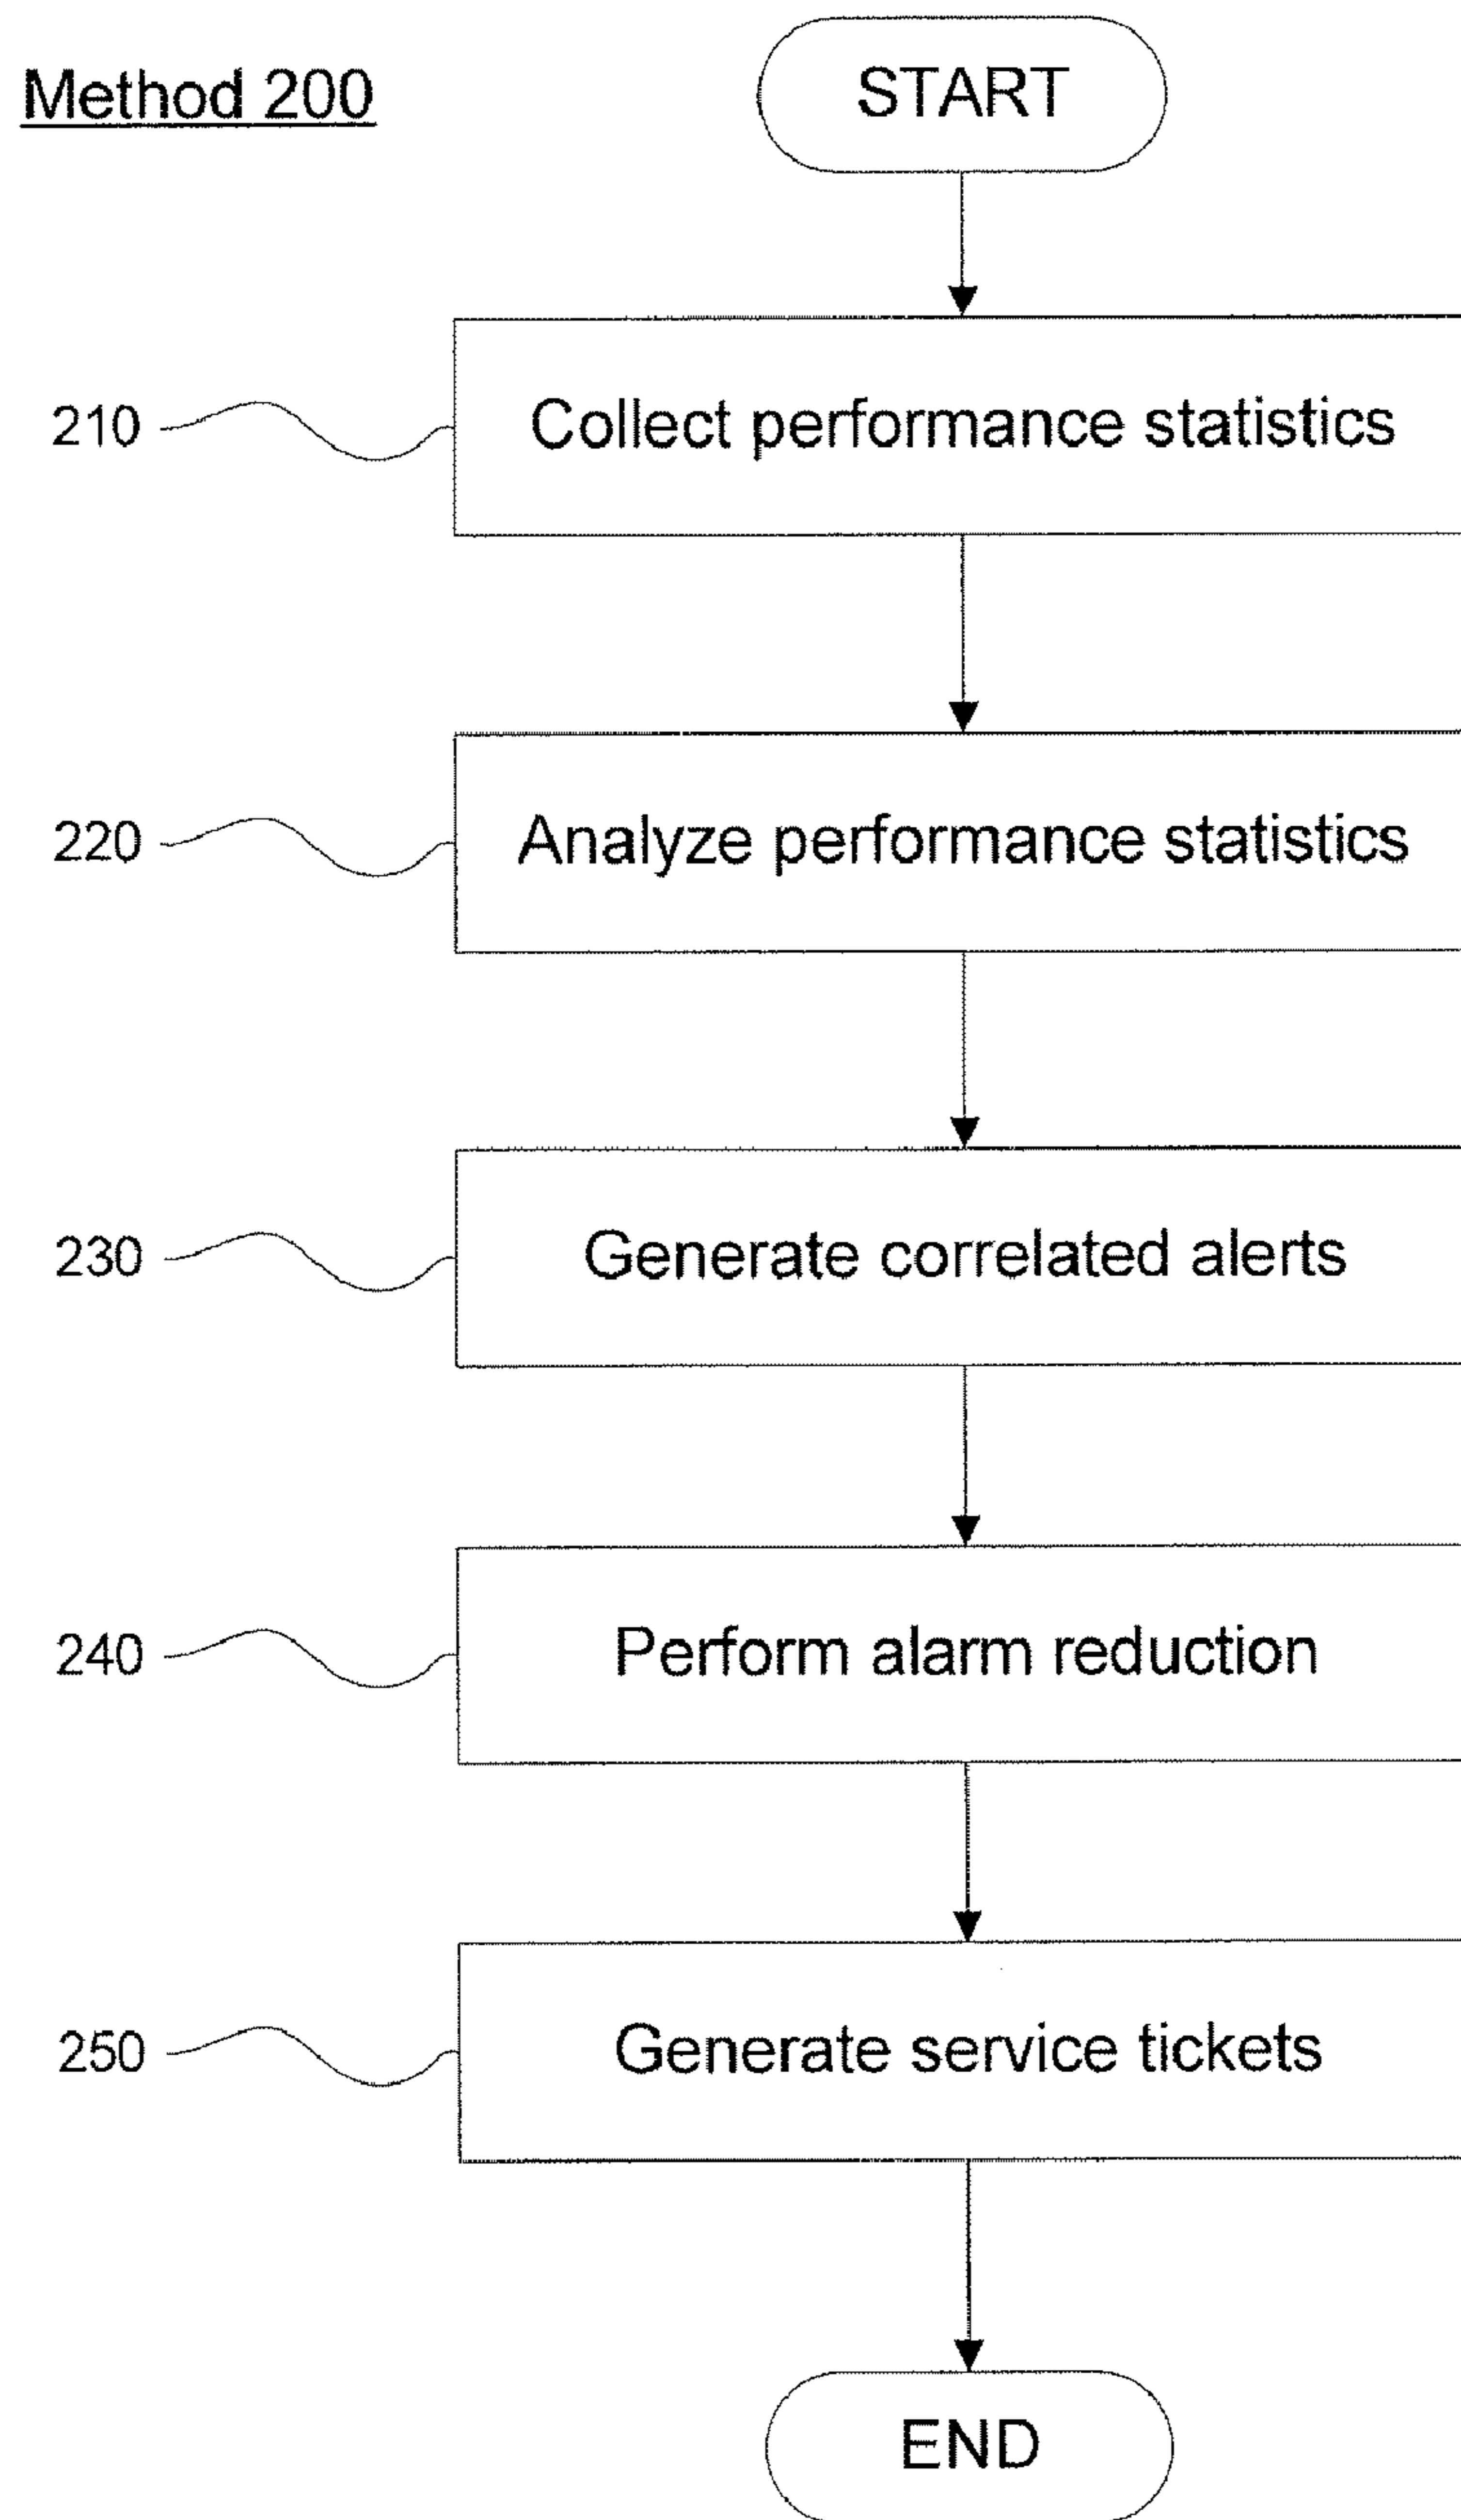 Method 200
START
210 Collect performance statistics
220 Analyze performance statistics
230 Generate correlated alerts
240 Perform alarm reduction
250 Generate service tickets
END